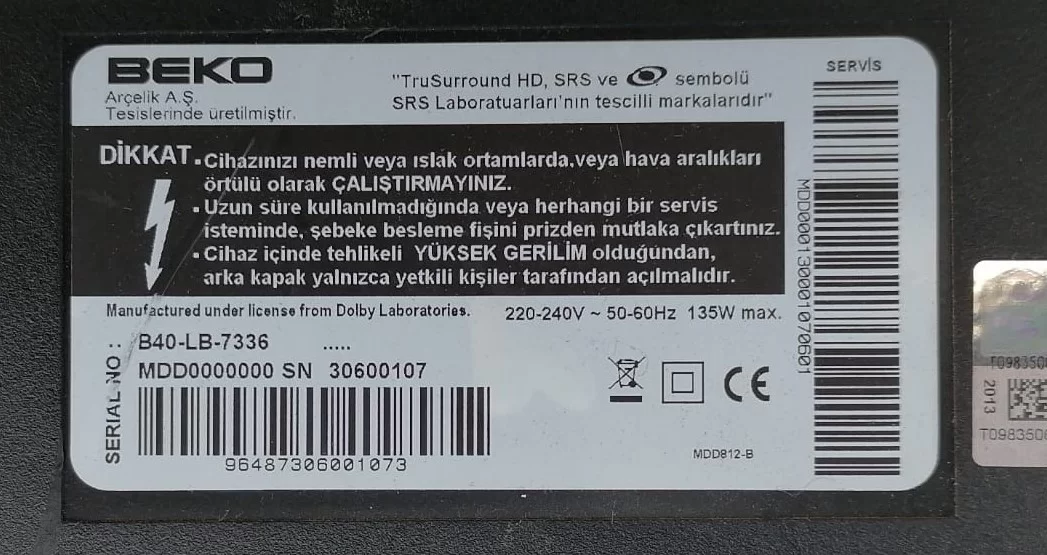 BEKO
Arçelik A.Ş.
Tesislerinde üretilmiştir.
"TruSurround HD, SRS ve sembolü
SRS Laboratuarları'nın tescilli markalarıdır"
SERVİS
DİKKAT
• Cihazınızı nemli veya ıslak ortamlarda,veya hava aralıkları
örtülü olarak ÇALIŞTIRMAYINIZ.
• Uzun süre kullanılmadığında veya herhangi bir servis
isteminde, şebeke besleme fişini prizden mutlaka çıkartınız.
• Cihaz içinde tehlikeli YÜKSEK GERİLİM olduğundan,
arka kapak yalnızca yetkili kişiler tarafından açılmalıdır.
MDD0000130001070601
Manufactured under license from Dolby Laboratories.
220-240V ~ 50-60Hz 135W max.
SERIAL NO :
B40-LB-7336 .....
MDD0000000 SN 30600107
96487306001073
CE
MDD812-B
2013